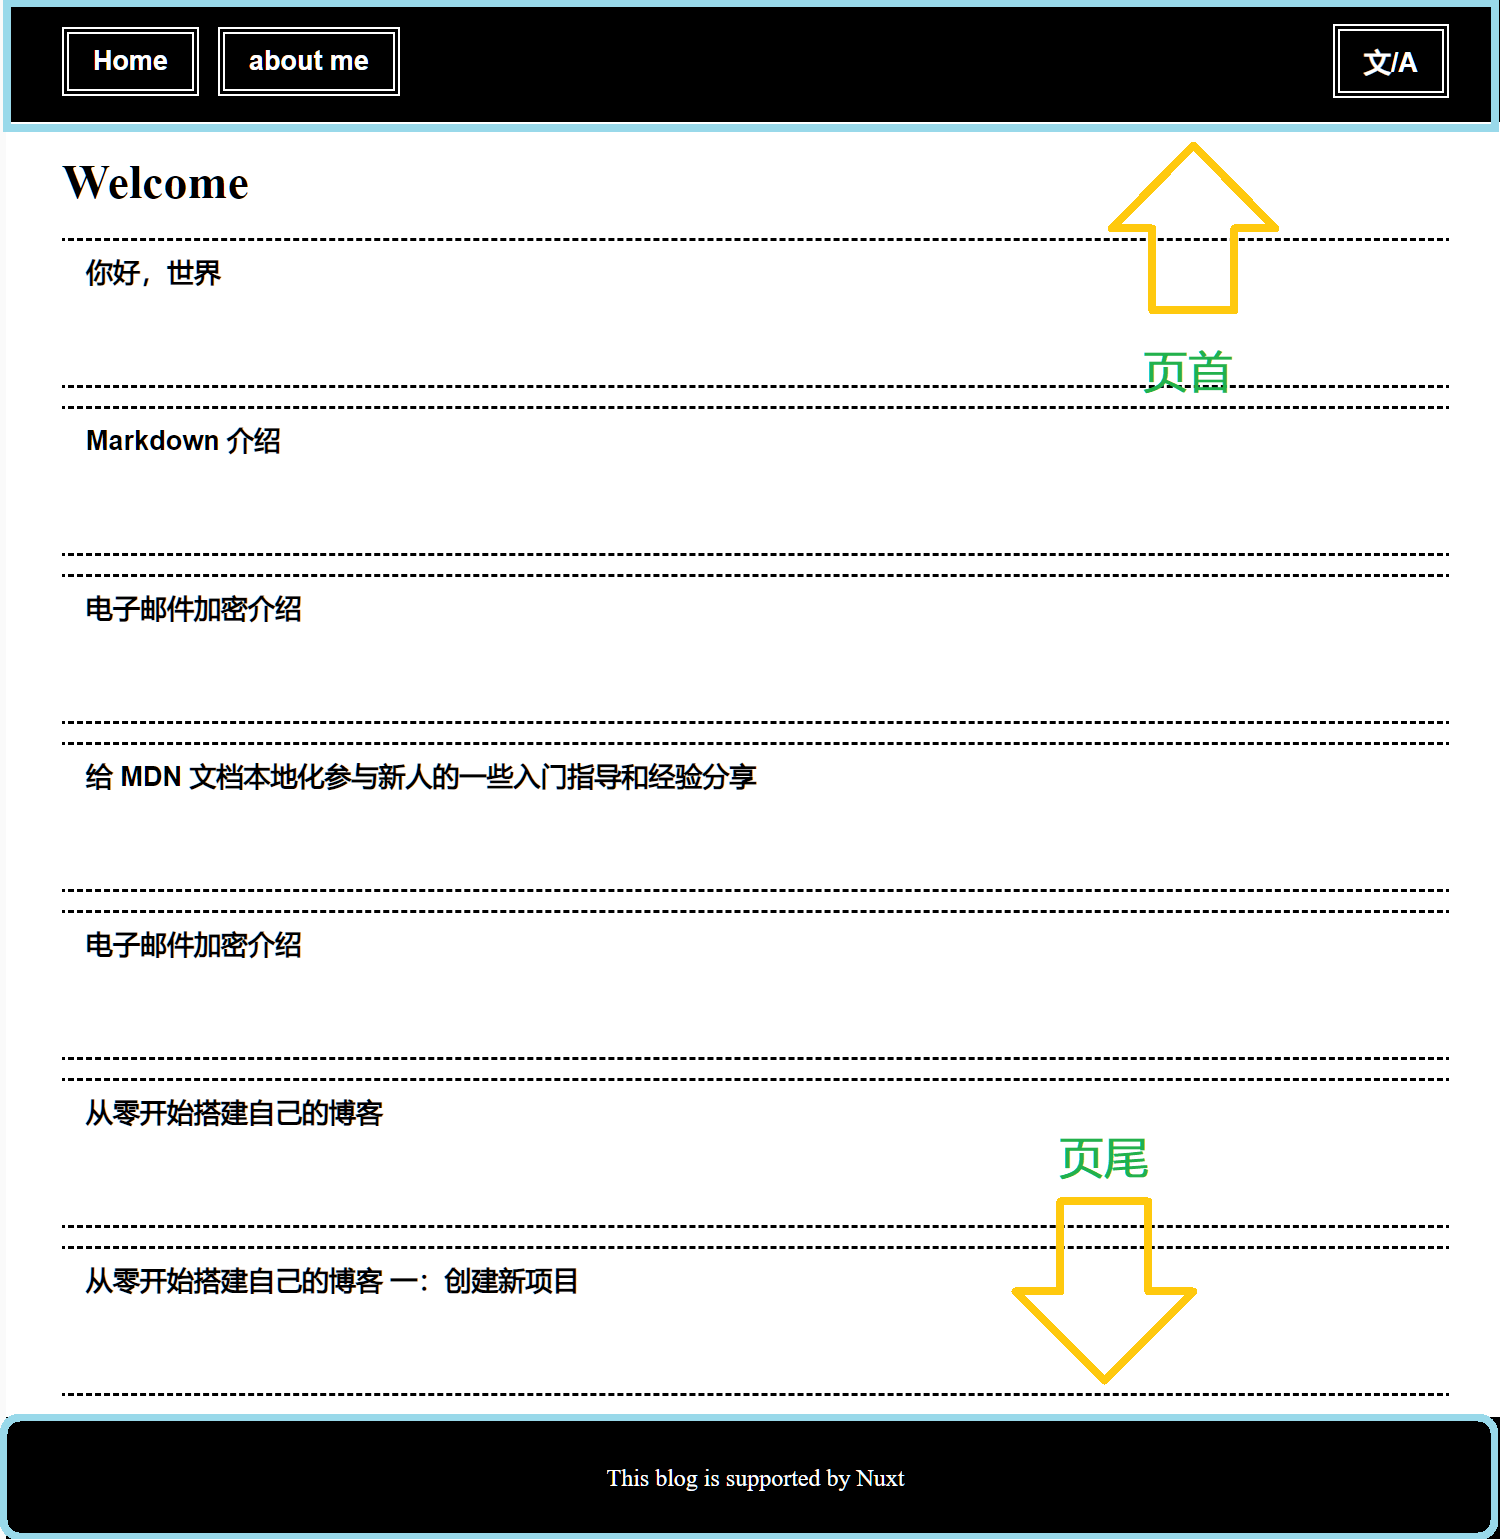 Home about me 文/A
Welcome
你好，世界
页首
Markdown 介绍
电子邮件加密介绍
给 MDN 文档本地化参与新人的一些入门指导和经验分享
电子邮件加密介绍
从零开始搭建自己的博客
页尾
从零开始搭建自己的博客 一：创建新项目
This blog is supported by Nuxt